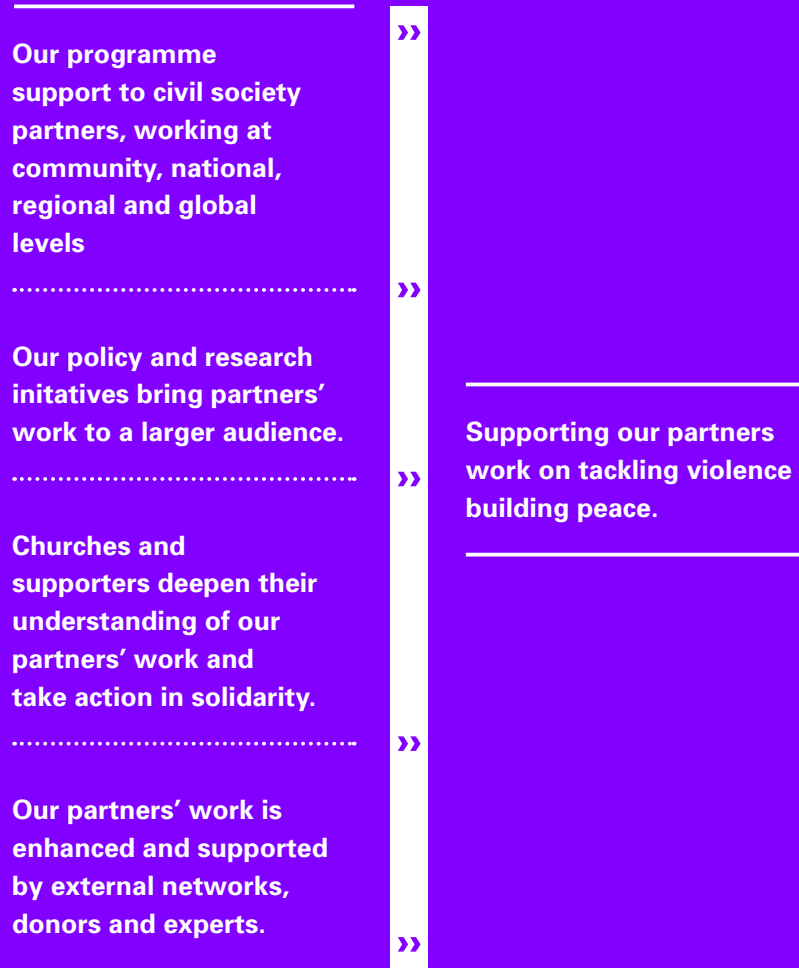 Our programme
support to civil society
partners, working at
community, national,
regional and global
levels
Our policy and research
initatives bring partners’
work to a larger audience.
Churches and
supporters deepen their
understanding of our
partners’ work and
take action in solidarity.
Our partners’ work is
enhanced and supported
by external networks,
donors and experts.
Supporting our partners
work on tackling violence
building peace.